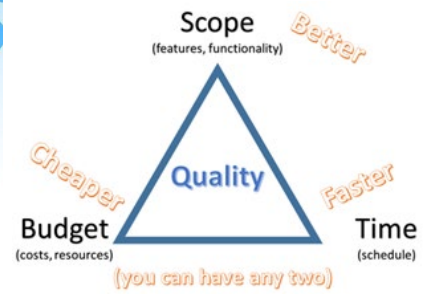 Scope
(features, functionality)
Better
Cheaper
Quality
Faster
Budget
(costs, resources)
Time
(schedule)
(you can have any two)